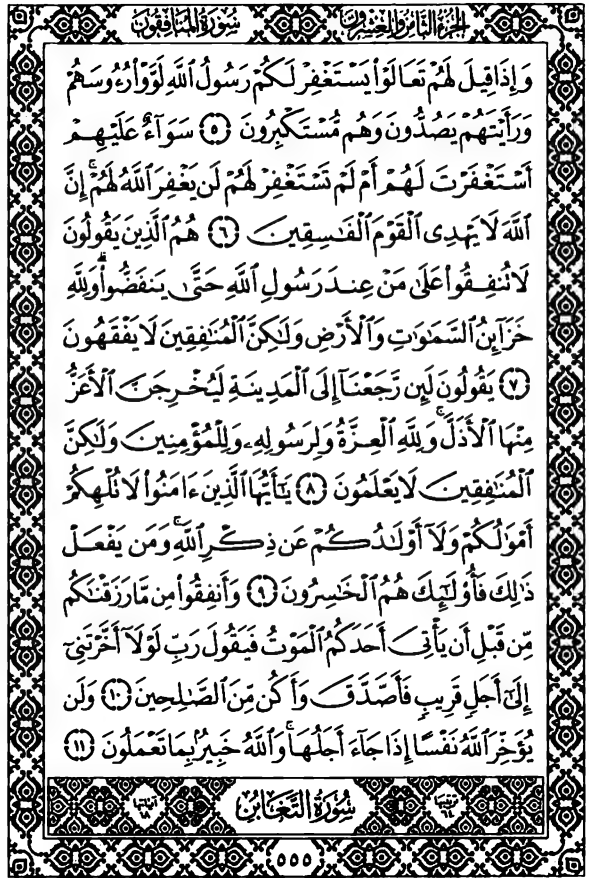 الجزء الثامن والعشرون
سورة المنافقون
وَإِذَا قِيلَ لَهُمْ تَعَالَوْا۟ يَسْتَغْفِرْ لَكُمْ رَسُولُ ٱللَّهِ لَوَّوْا۟ رُءُوسَهُمْ
وَرَأَيْتَهُمْ يَصُدُّونَ وَهُم مُّسْتَكْبِرُونَ ٥ سَوَآءٌ عَلَيْهِمْ
أَسْتَغْفَرْتَ لَهُمْ أَمْ لَمْ تَسْتَغْفِرْ لَهُمْ لَن يَغْفِرَ ٱللَّهُ لَهُمْ ۚ إِنَّ
ٱللَّهَ لَا يَهْدِى ٱلْقَوْمَ ٱلْفَـٰسِقِينَ ٦ هُمُ ٱلَّذِينَ يَقُولُونَ
لَا تُنفِقُوا۟ عَلَىٰ مَنْ عِندَ رَسُولِ ٱللَّهِ حَتَّىٰ يَنفَضُّوا۟ ۗ وَلِلَّهِ
خَزَآئِنُ ٱلسَّمَـٰوَٰتِ وَٱلْأَرْضِ وَلَـٰكِنَّ ٱلْمُنَـٰفِقِينَ لَا يَفْقَهُونَ
٧ يَقُولُونَ لَئِن رَّجَعْنَآ إِلَى ٱلْمَدِينَةِ لَيُخْرِجَنَّ ٱلْأَعَزُّ
مِنْهَا ٱلْأَذَلَّ ۚ وَلِلَّهِ ٱلْعِزَّةُ وَلِرَسُولِهِۦ وَلِلْمُؤْمِنِينَ وَلَـٰكِنَّ
ٱلْمُنَـٰفِقِينَ لَا يَعْلَمُونَ ٨ يَـٰٓأَيُّهَا ٱلَّذِينَ ءَامَنُوا۟ لَا تُلْهِكُمْ
أَمْوَٰلُكُمْ وَلَآ أَوْلَـٰدُكُمْ عَن ذِكْرِ ٱللَّهِ ۚ وَمَن يَفْعَلْ
ذَٰلِكَ فَأُو۟لَـٰٓئِكَ هُمُ ٱلْخَـٰسِرُونَ ٩ وَأَنفِقُوا۟ مِن مَّا رَزَقْنَـٰكُم
مِّن قَبْلِ أَن يَأْتِىَ أَحَدَكُمُ ٱلْمَوْتُ فَيَقُولَ رَبِّ لَوْلَآ أَخَّرْتَنِىٓ
إِلَىٰٓ أَجَلٍ قَرِيبٍ فَأَصَّدَّقَ وَأَكُن مِّنَ ٱلصَّـٰلِحِينَ ١٠ وَلَن
يُؤَخِّرَ ٱللَّهُ نَفْسًا إِذَا جَآءَ أَجَلُهَا ۚ وَٱللَّهُ خَبِيرٌۢ بِمَا تَعْمَلُونَ ١١
ترتيبها ٦٤
سورة التغابن
آياتها ١٨
٥٥٥